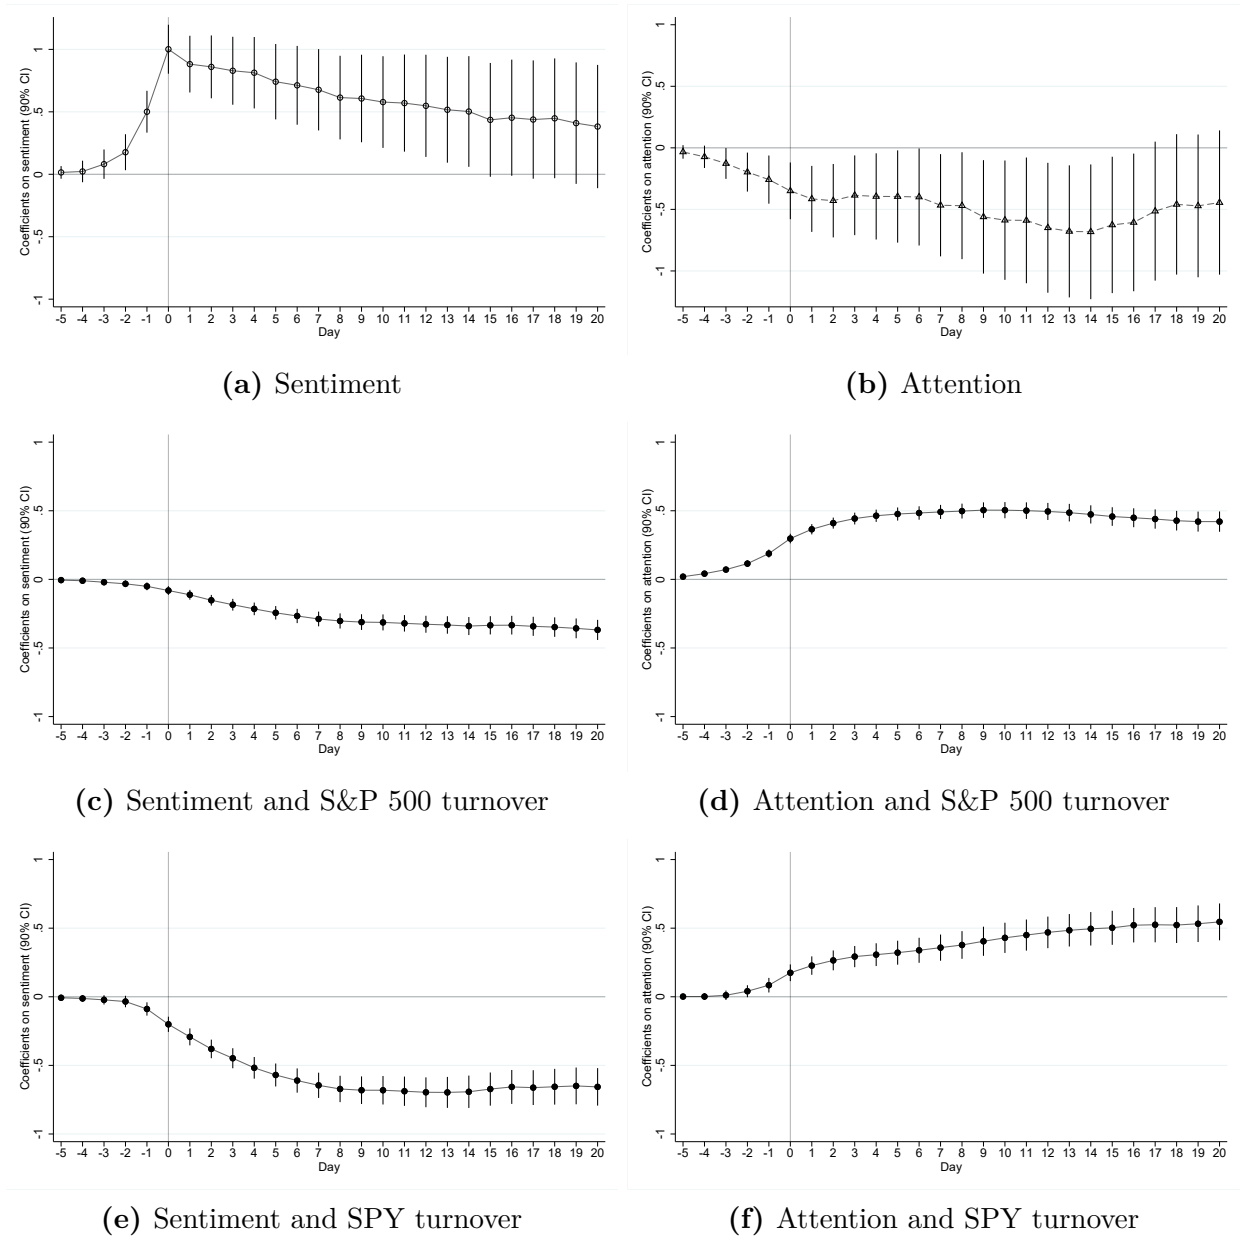 Coefficients on sentiment (90% CI)
1
.5
0
-.5
-1
-5 -4 -3 -2 -1 0 1 2 3 4 5 6 7 8 9 10 11 12 13 14 15 16 17 18 19 20
Day
(a) Sentiment
Coefficients on attention (90% CI)
1
.5
0
-.5
-1
-5 -4 -3 -2 -1 0 1 2 3 4 5 6 7 8 9 10 11 12 13 14 15 16 17 18 19 20
Day
(b) Attention
Coefficients on sentiment (90% CI)
1
.5
0
-.5
-1
-5 -4 -3 -2 -1 0 1 2 3 4 5 6 7 8 9 10 11 12 13 14 15 16 17 18 19 20
Day
(c) Sentiment and S&P 500 turnover
Coefficients on attention (90% CI)
1
.5
0
-.5
-1
-5 -4 -3 -2 -1 0 1 2 3 4 5 6 7 8 9 10 11 12 13 14 15 16 17 18 19 20
Day
(d) Attention and S&P 500 turnover
Coefficients on sentiment (90% CI)
1
.5
0
-.5
-1
-5 -4 -3 -2 -1 0 1 2 3 4 5 6 7 8 9 10 11 12 13 14 15 16 17 18 19 20
Day
(e) Sentiment and SPY turnover
Coefficients on attention (90% CI)
1
.5
0
-.5
-1
-5 -4 -3 -2 -1 0 1 2 3 4 5 6 7 8 9 10 11 12 13 14 15 16 17 18 19 20
Day
(f) Attention and SPY turnover